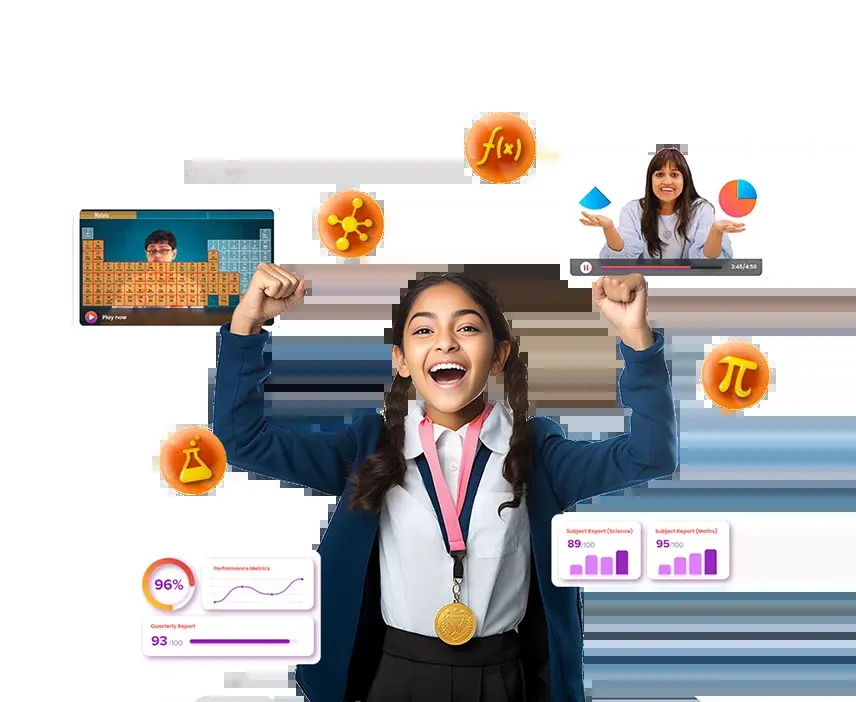 f(x)
Metals
Play now
3:45/4:50
π
Subject Report (Science)
89/100
Subject Report (Maths)
95/100
96%
Performance Metrics
Quarterly Report
93 /100